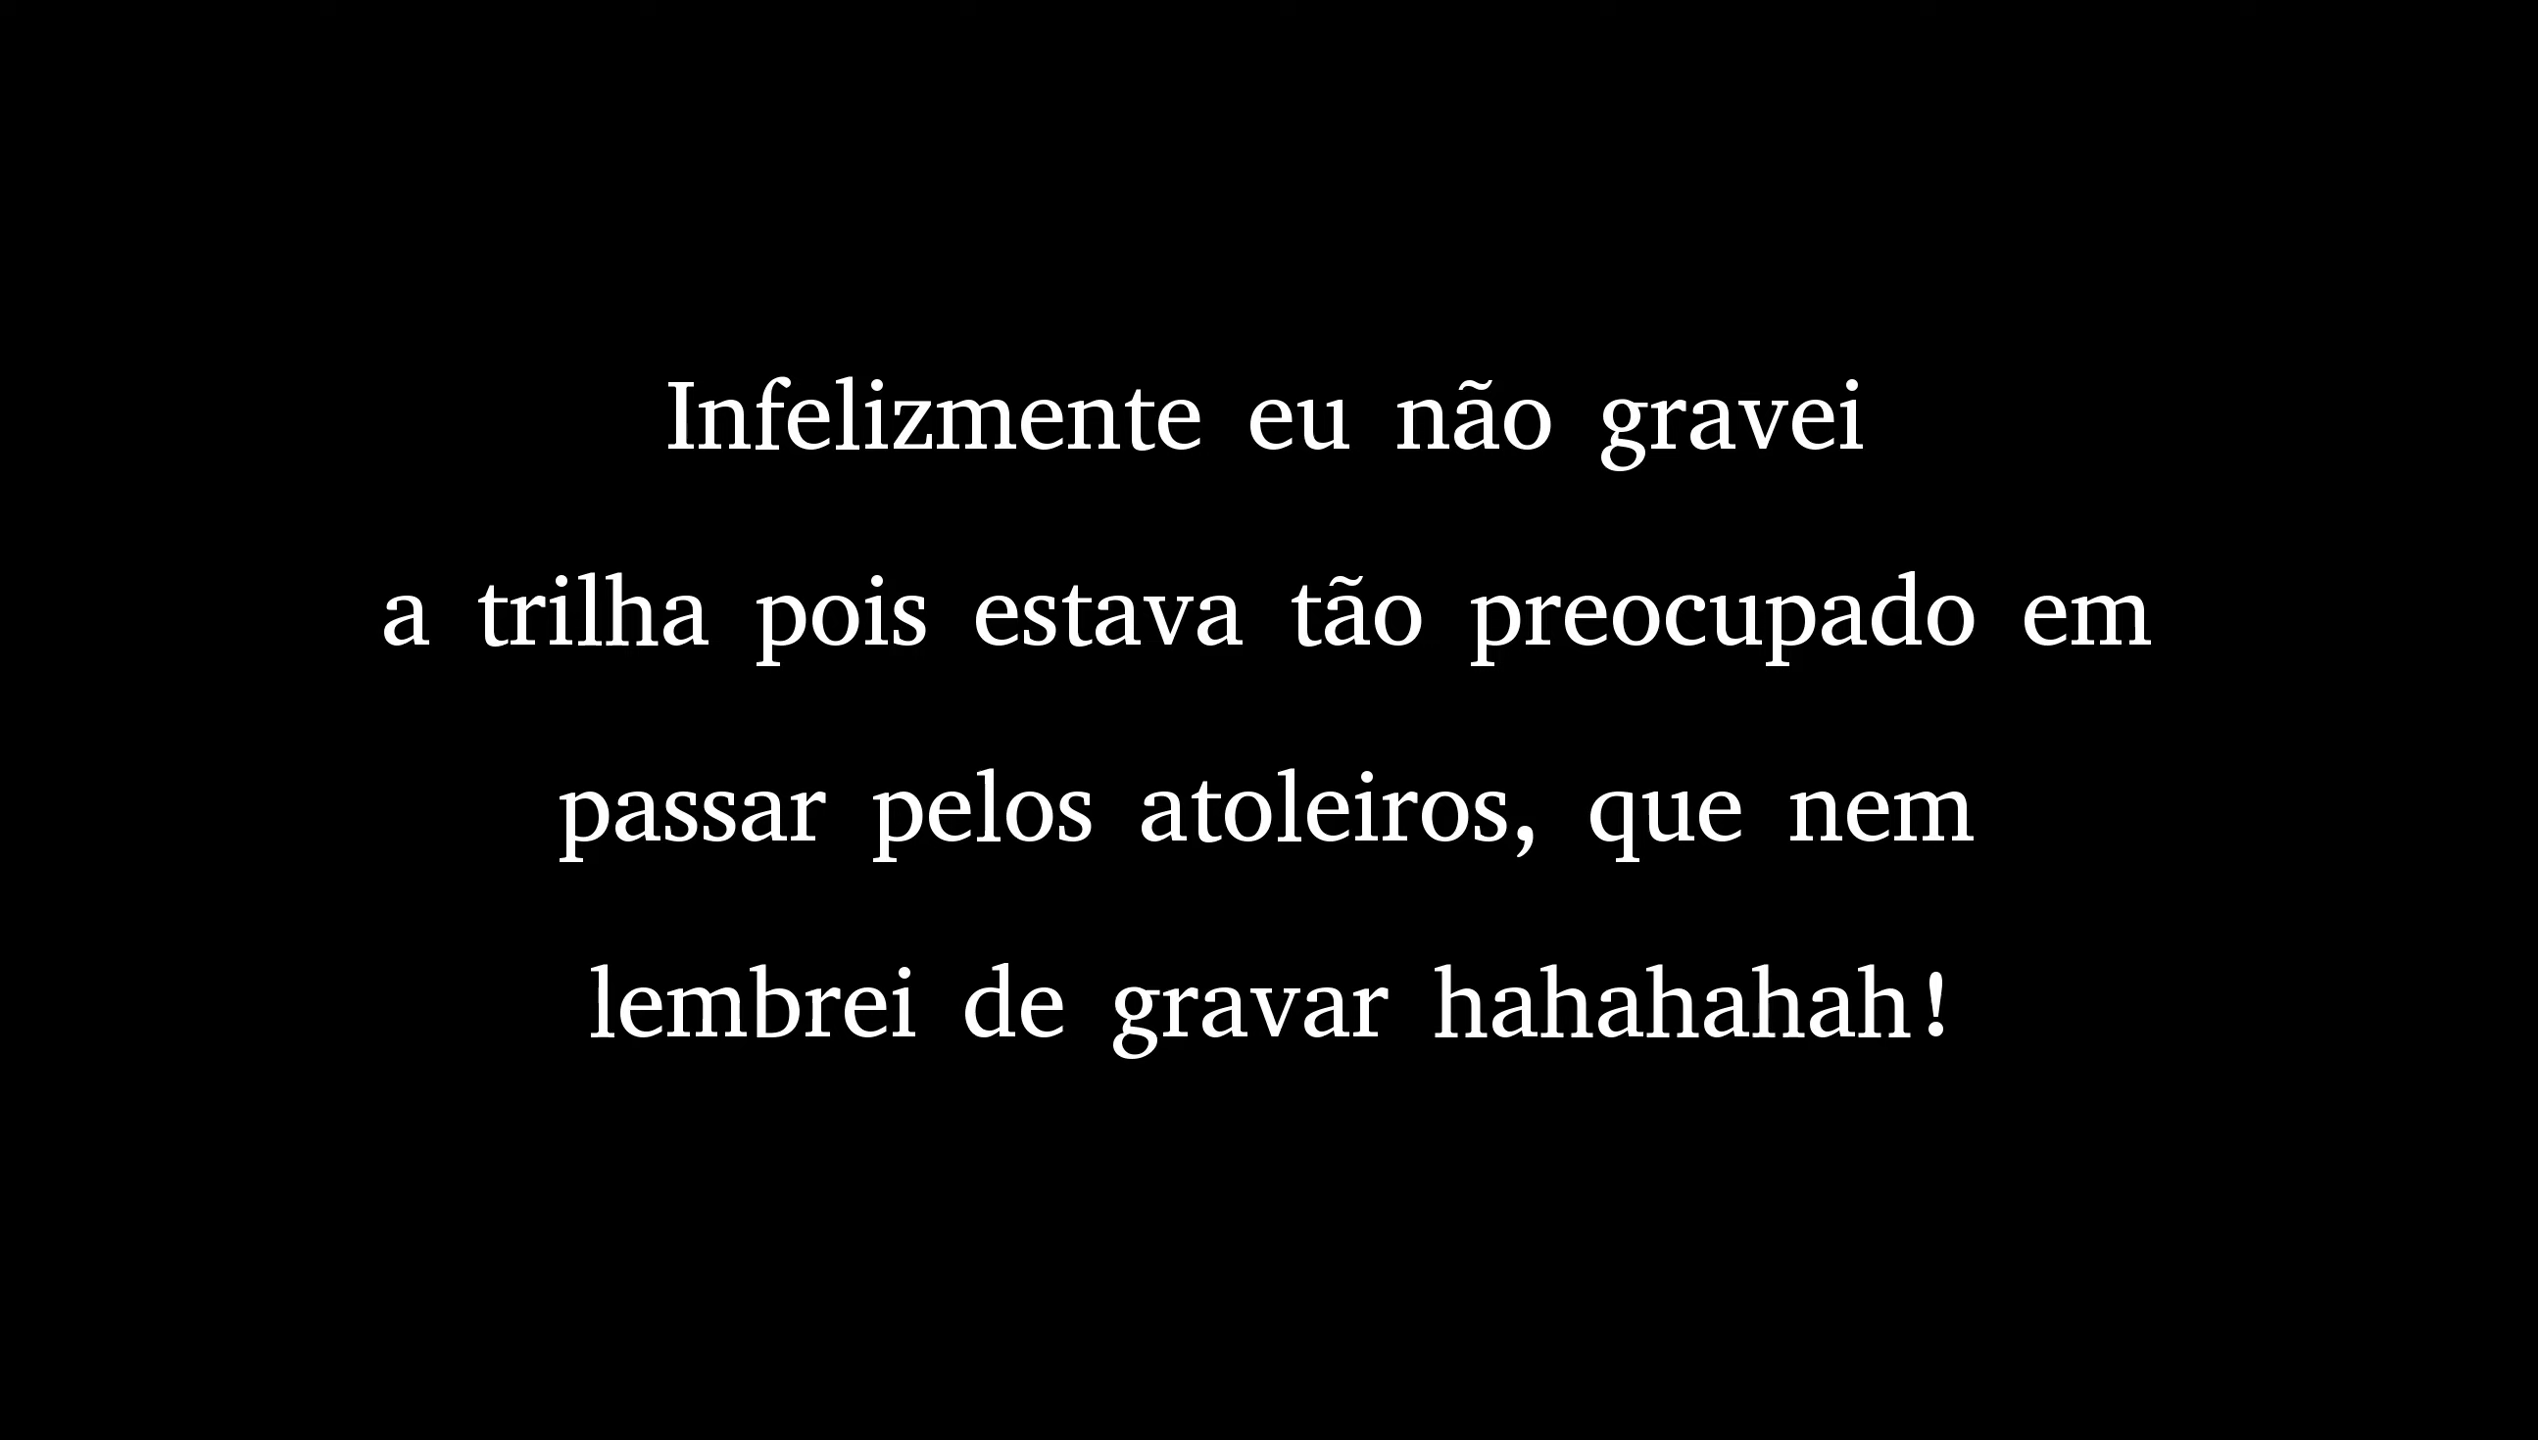 Infelizmente eu não gravei
a trilha pois estava tão preocupado em
passar pelos atoleiros, que nem
lembrei de gravar hahahahah!